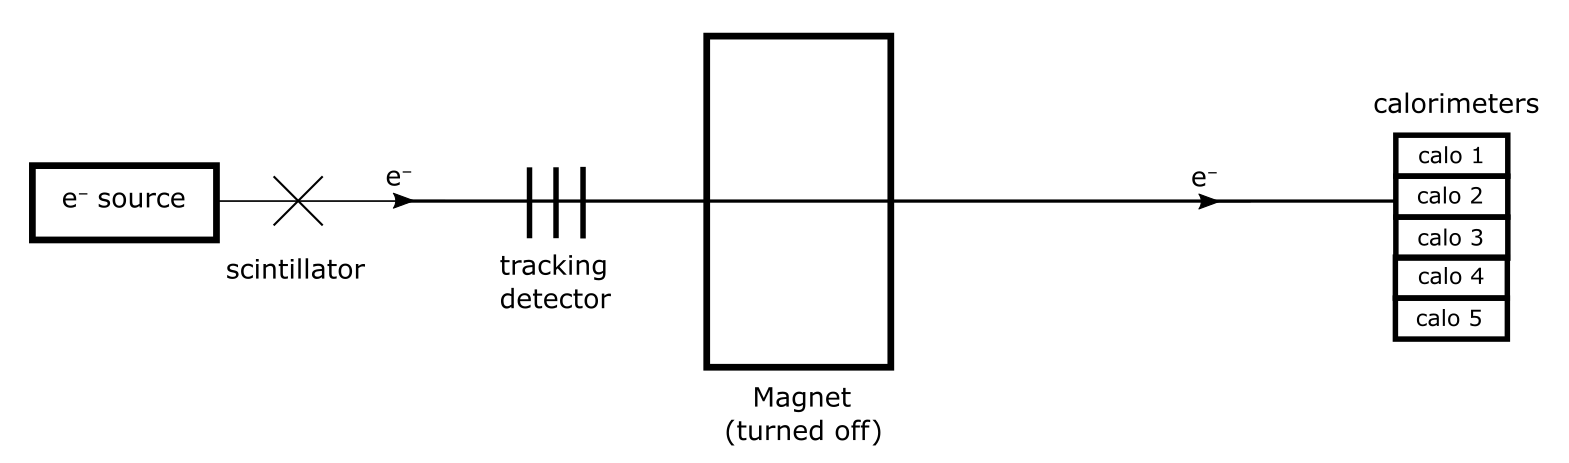 calorimeters
calo 1
e⁻ source
e⁻
e⁻
calo 2
calo 3
scintillator
tracking
detector
calo 4
calo 5
Magnet
(turned off)